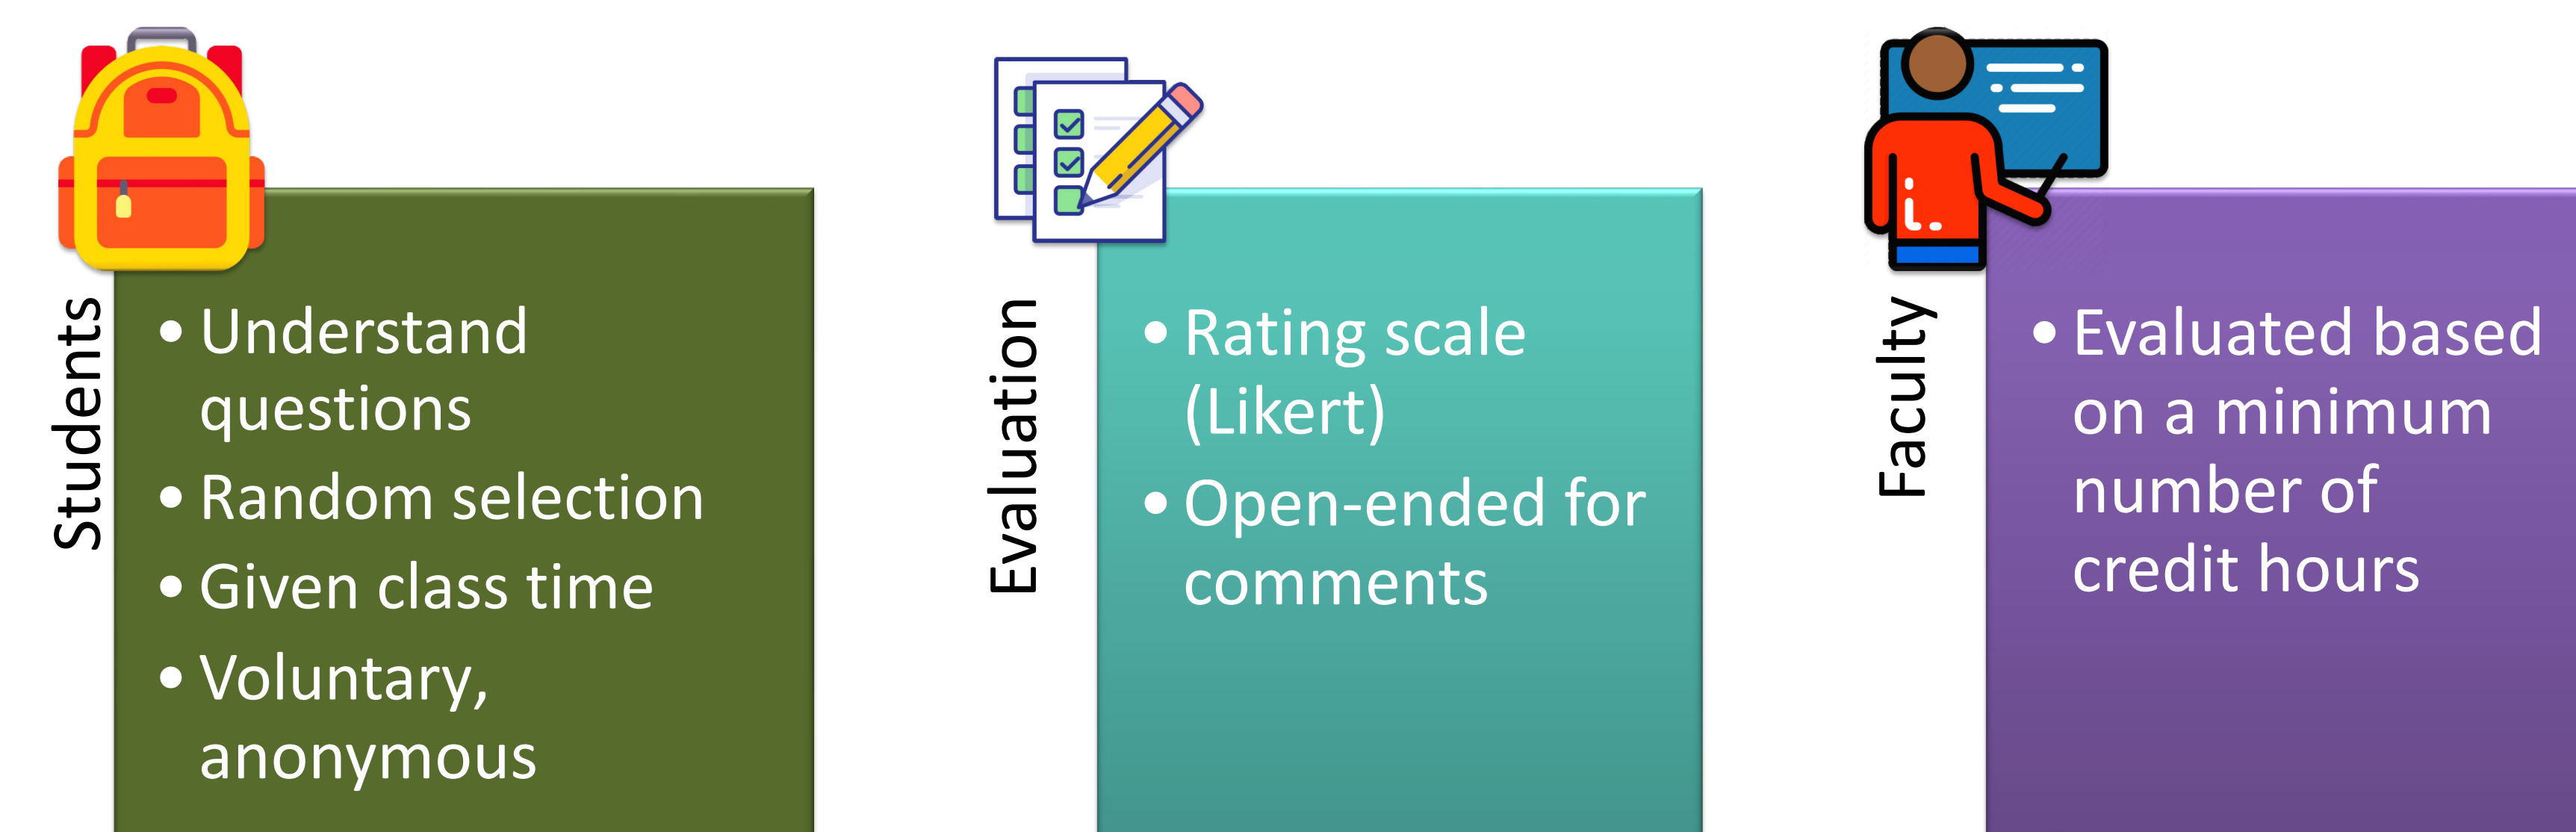 Students
• Understand
questions
• Random selection
• Given class time
• Voluntary,
anonymous
Evaluation
• Rating scale
(Likert)
• Open-ended for
comments
Faculty
• Evaluated based
on a minimum
number of
credit hours